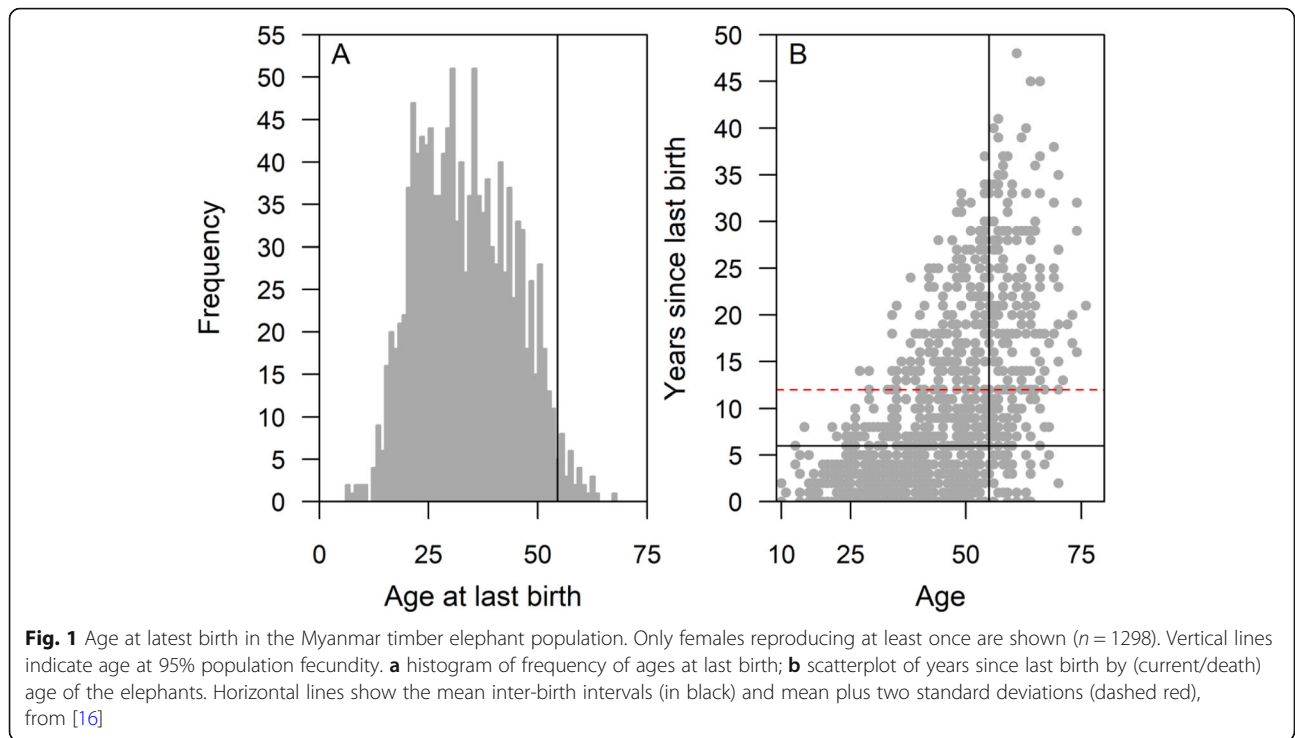 A
55
50
45
40
35
30
25
20
15
10
5
0
Frequency
0 25 50 75
Age at last birth
B
50
45
40
35
30
25
20
15
10
5
0
Years since last birth
10 25 50 75
Age
Fig. 1 Age at latest birth in the Myanmar timber elephant population. Only females reproducing at least once are shown (n = 1298). Vertical lines
indicate age at 95% population fecundity. a histogram of frequency of ages at last birth; b scatterplot of years since last birth by (current/death)
age of the elephants. Horizontal lines show the mean inter-birth intervals (in black) and mean plus two standard deviations (dashed red),
from [16]